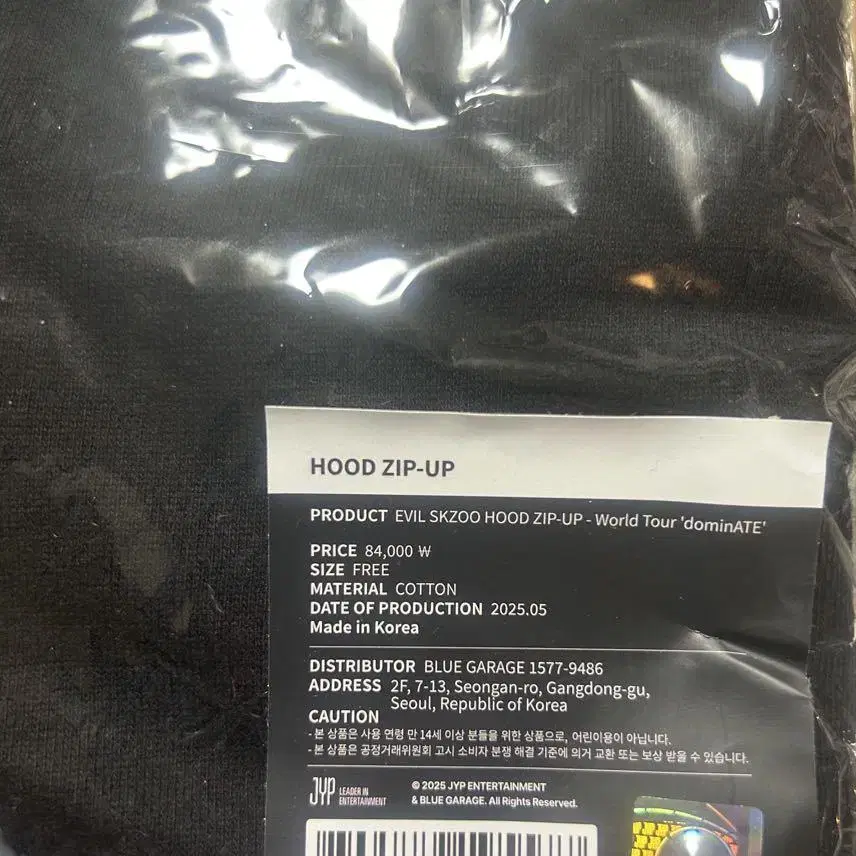 HOOD ZIP-UP
PRODUCT EVIL SKZOO HOOD ZIP-UP - World Tour 'dominATE'
PRICE 84,000 ₩
SIZE FREE
MATERIAL COTTON
DATE OF PRODUCTION 2025.05
Made in Korea
DISTRIBUTOR BLUE GARAGE 1577-9486
ADDRESS 2F, 7-13, Seongan-ro, Gangdong-gu,
Seoul, Republic of Korea
CAUTION
- 본 상품은 사용 연령 만 14세 이상 분들을 위한 상품으로, 어린이용이 아닙니다.
- 본 상품은 공정거래위원회 고시 소비자 분쟁 해결 기준에 의거 교환 또는 보상 받을 수 있습니다.
JYP LEADER IN
ENTERTAINMENT
© 2025 JYP ENTERTAINMENT
& BLUE GARAGE. All Rights Reserved.